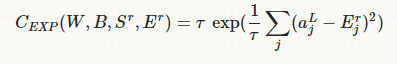 $C_{EXP}(W, B, S^r, E^r) = \tau \exp(\frac{1}{\tau} \sum_j (a_j^L - E_j^r)^2)$